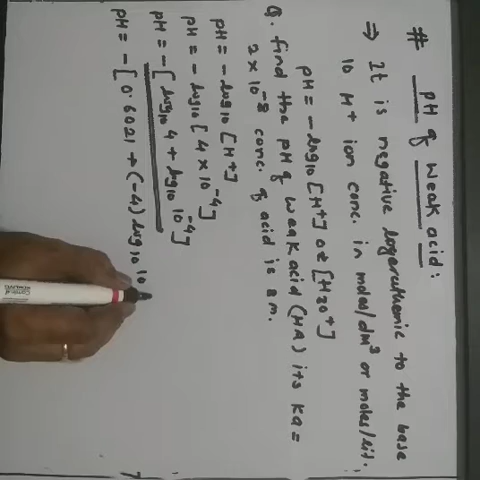 # pH of weak acid:
⇒ It is negative logarithmic to the base
10 H+ ion conc. in moles/dm³ or moles/lit.
pH = -log10 [H+] or [H3O+]
Q. find the pH of weak acid (HA) its Ka =
2 × 10^-8 conc. of acid is 8 m.
pH = -log10 [H+]
pH = -log10 [4 × 10^-4]
pH = -[log10 4 + log10 10^-4]
pH = -[0.6021 + (-4) log10 10